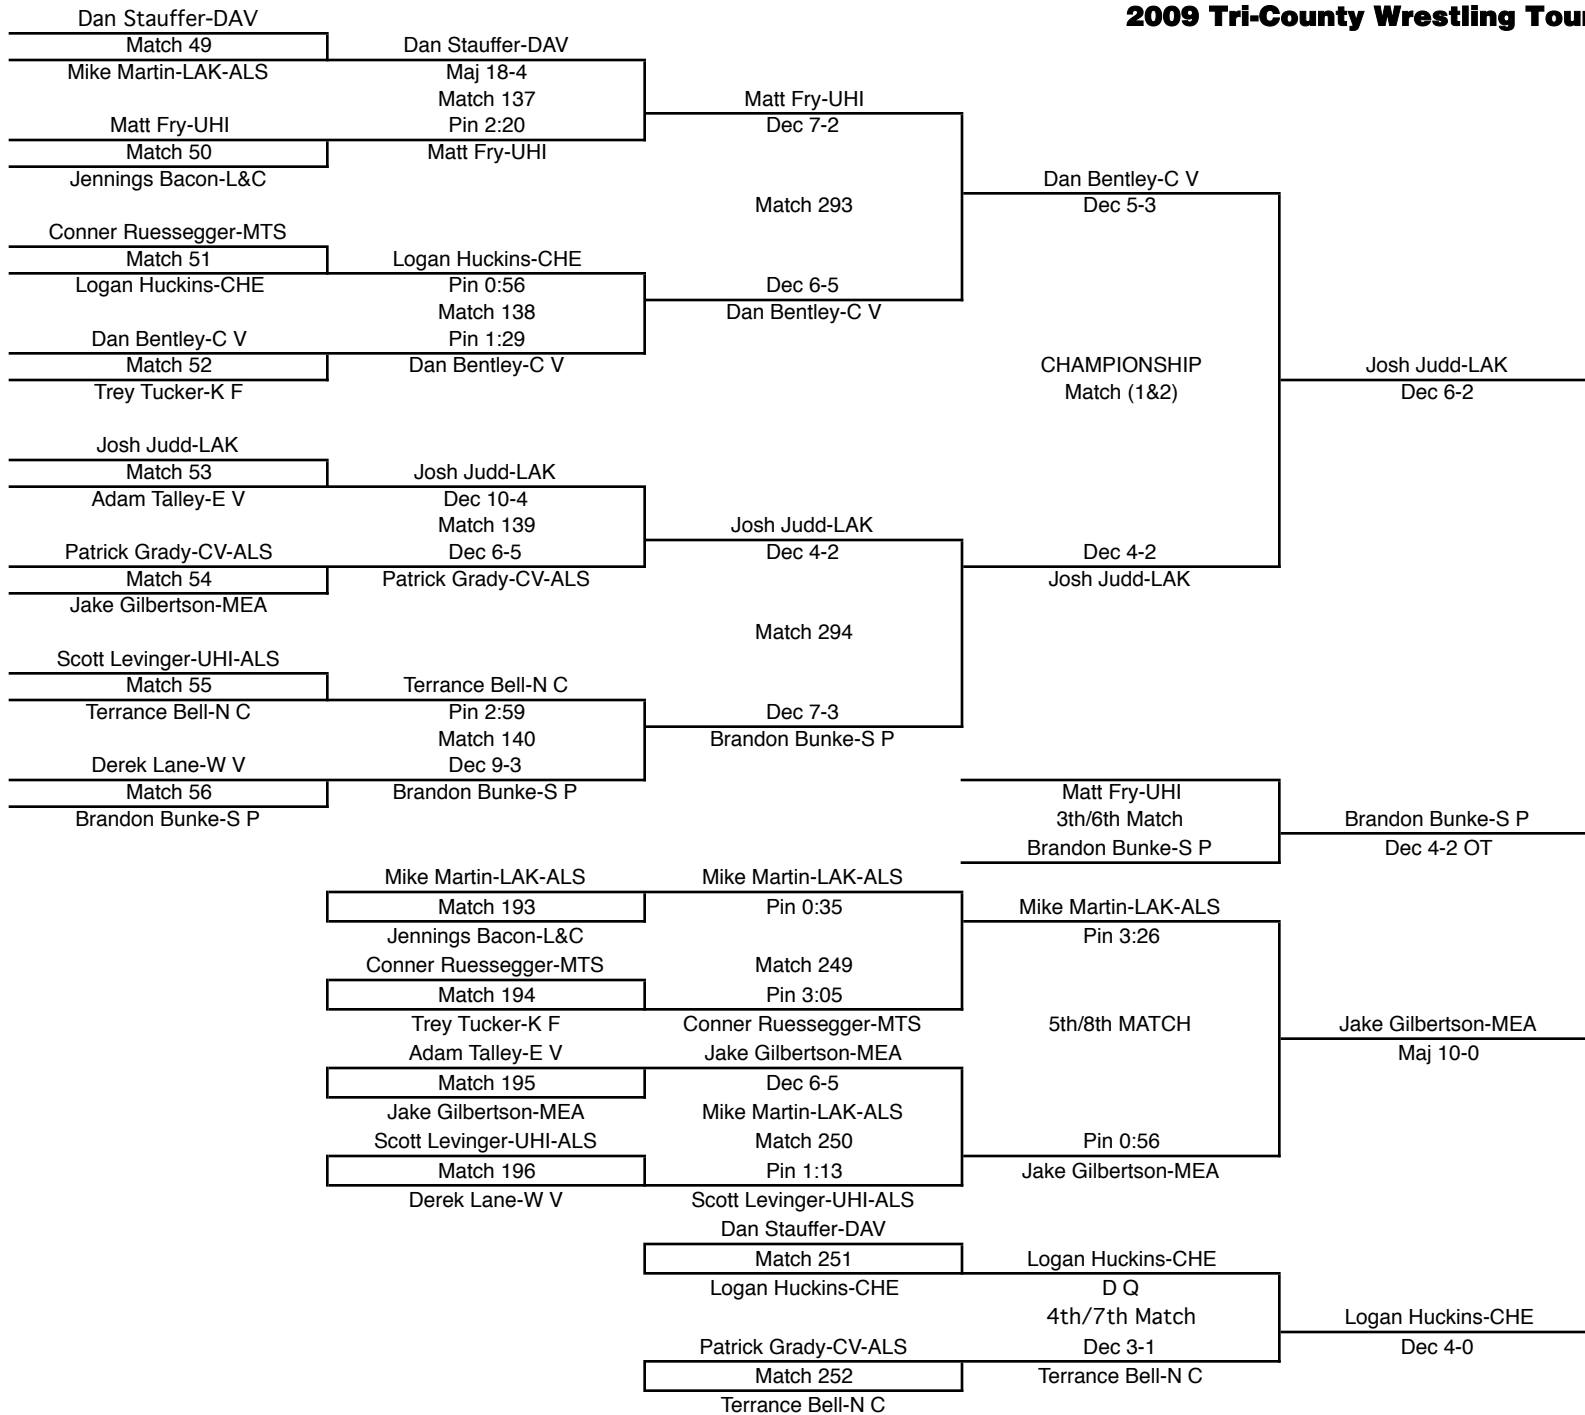 2009 Tri-County Wrestling Tour
Dan Stauffer-DAV
Match 49
Mike Martin-LAK-ALS
Matt Fry-UHI
Match 50
Jennings Bacon-L&C
Conner Ruessegger-MTS
Match 51
Logan Huckins-CHE
Dan Bentley-C V
Match 52
Trey Tucker-K F
Josh Judd-LAK
Match 53
Adam Talley-E V
Patrick Grady-CV-ALS
Match 54
Jake Gilbertson-MEA
Scott Levinger-UHI-ALS
Match 55
Terrance Bell-N C
Derek Lane-W V
Match 56
Brandon Bunke-S P
Dan Stauffer-DAV
Maj 18-4
Match 137
Pin 2:20
Matt Fry-UHI
Logan Huckins-CHE
Pin 0:56
Match 138
Pin 1:29
Dan Bentley-C V
Josh Judd-LAK
Dec 10-4
Match 139
Dec 6-5
Patrick Grady-CV-ALS
Terrance Bell-N C
Pin 2:59
Match 140
Dec 9-3
Brandon Bunke-S P
Matt Fry-UHI
Dec 7-2
Match 293
Dec 6-5
Dan Bentley-C V
Josh Judd-LAK
Dec 4-2
Match 294
Dec 7-3
Brandon Bunke-S P
Dan Bentley-C V
Dec 5-3
CHAMPIONSHIP
Match (1&2)
Dec 4-2
Josh Judd-LAK
Josh Judd-LAK
Dec 6-2
Matt Fry-UHI
3th/6th Match
Brandon Bunke-S P
Brandon Bunke-S P
Dec 4-2 OT
Mike Martin-LAK-ALS
Match 193
Jennings Bacon-L&C
Conner Ruessegger-MTS
Match 194
Trey Tucker-K F
Adam Talley-E V
Match 195
Jake Gilbertson-MEA
Scott Levinger-UHI-ALS
Match 196
Derek Lane-W V
Mike Martin-LAK-ALS
Pin 0:35
Match 249
Pin 3:05
Conner Ruessegger-MTS
Jake Gilbertson-MEA
Dec 6-5
Mike Martin-LAK-ALS
Match 250
Pin 1:13
Scott Levinger-UHI-ALS
Mike Martin-LAK-ALS
Pin 3:26
5th/8th MATCH
Pin 0:56
Jake Gilbertson-MEA
Jake Gilbertson-MEA
Maj 10-0
Dan Stauffer-DAV
Match 251
Logan Huckins-CHE
Patrick Grady-CV-ALS
Match 252
Terrance Bell-N C
Logan Huckins-CHE
D Q
4th/7th Match
Dec 3-1
Terrance Bell-N C
Logan Huckins-CHE
Dec 4-0